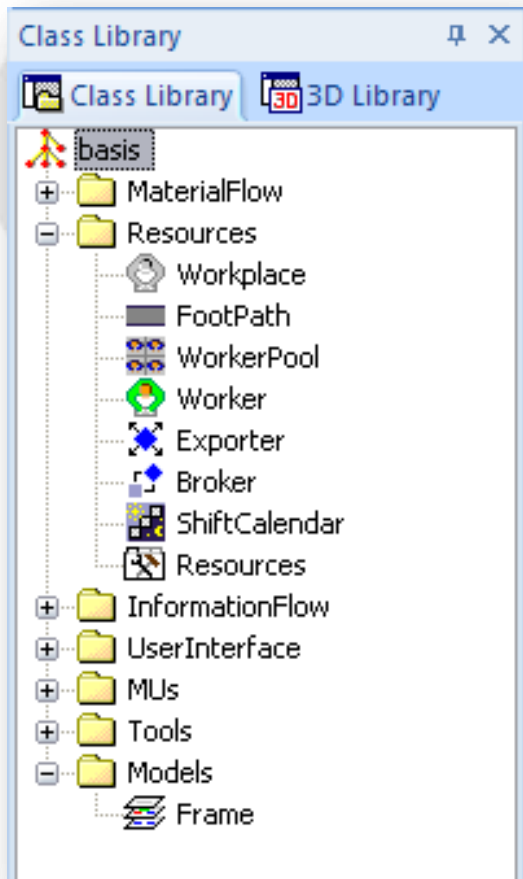 Class Library
Class Library 3D 3D Library
basis
MaterialFlow
Resources
Workplace
FootPath
WorkerPool
Worker
Exporter
Broker
ShiftCalendar
Resources
InformationFlow
UserInterface
MUs
Tools
Models
Frame